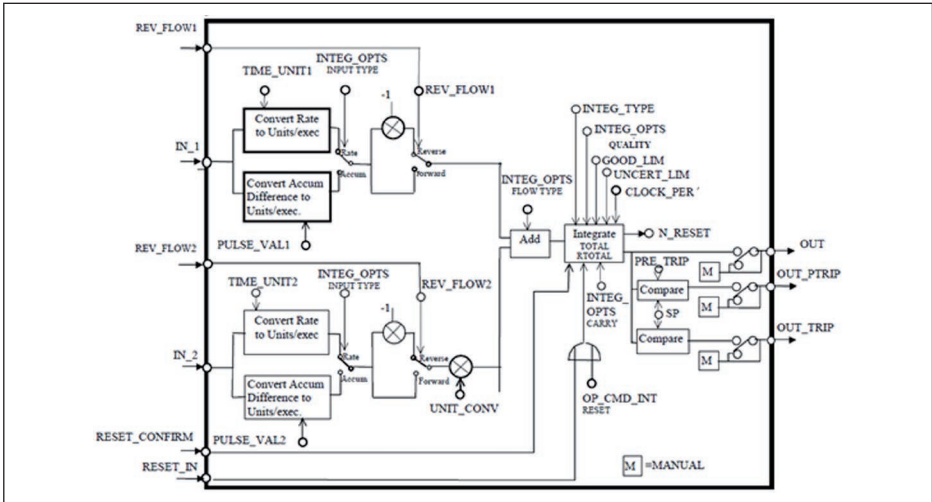 REV_FLOW1
TIME_UNIT1
INTEG_OPTS
INPUT TYPE
-1
REV_FLOW1
Convert Rate
to Units/exec
IN_1
Rate
Accum
Reverse
Forward
Convert Accum
Difference to
Units/exec.
PULSE_VAL1
INTEG_TYPE
INTEG_OPTS
QUALITY
GOOD_LIM
UNCERT_LIM
CLOCK_PER
INTEG_OPTS
FLOW TYPE
Add
Integrate
TOTAL
RTOTAL
N_RESET
OUT
PRE_TRIP
M
Compare
OUT_PTRIP
M
SP
Compare
OUT_TRIP
M
INTEG_
OPTS
CARRY
REV_FLOW2
TIME_UNIT2
INTEG_OPTS
INPUT TYPE
REV_FLOW2
-1
Convert Rate
to Units/exec
IN_2
Rate
Accum
Reverse
Forward
Convert Accum
Difference to
Units/exec.
UNIT_CONV
PULSE_VAL2
OP_CMD_INT
RESET
RESET_CONFIRM
RESET_IN
M =MANUAL